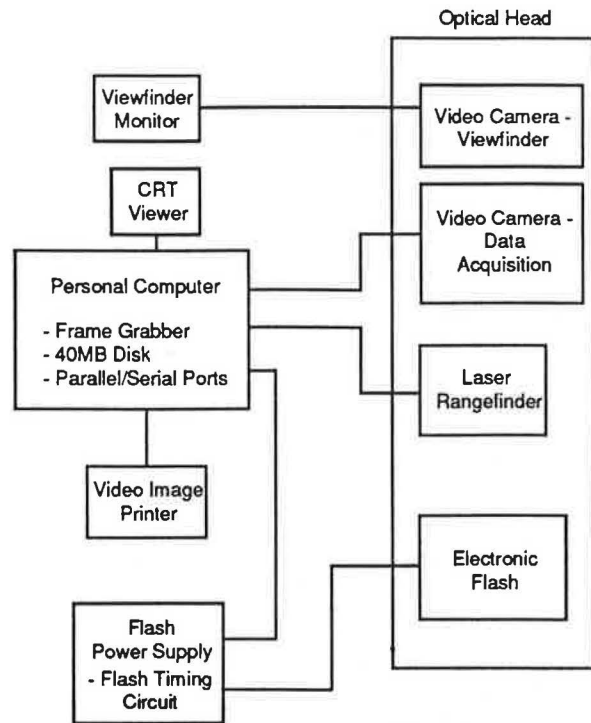 Optical Head
Viewfinder
Monitor
Video Camera -
Viewfinder
CRT
Viewer
Video Camera -
Data
Acquisition
Personal Computer
- Frame Grabber
- 40MB Disk
- Parallel/Serial Ports
Laser
Rangefinder
Video Image
Printer
Electronic
Flash
Flash
Power Supply
- Flash Timing
Circuit